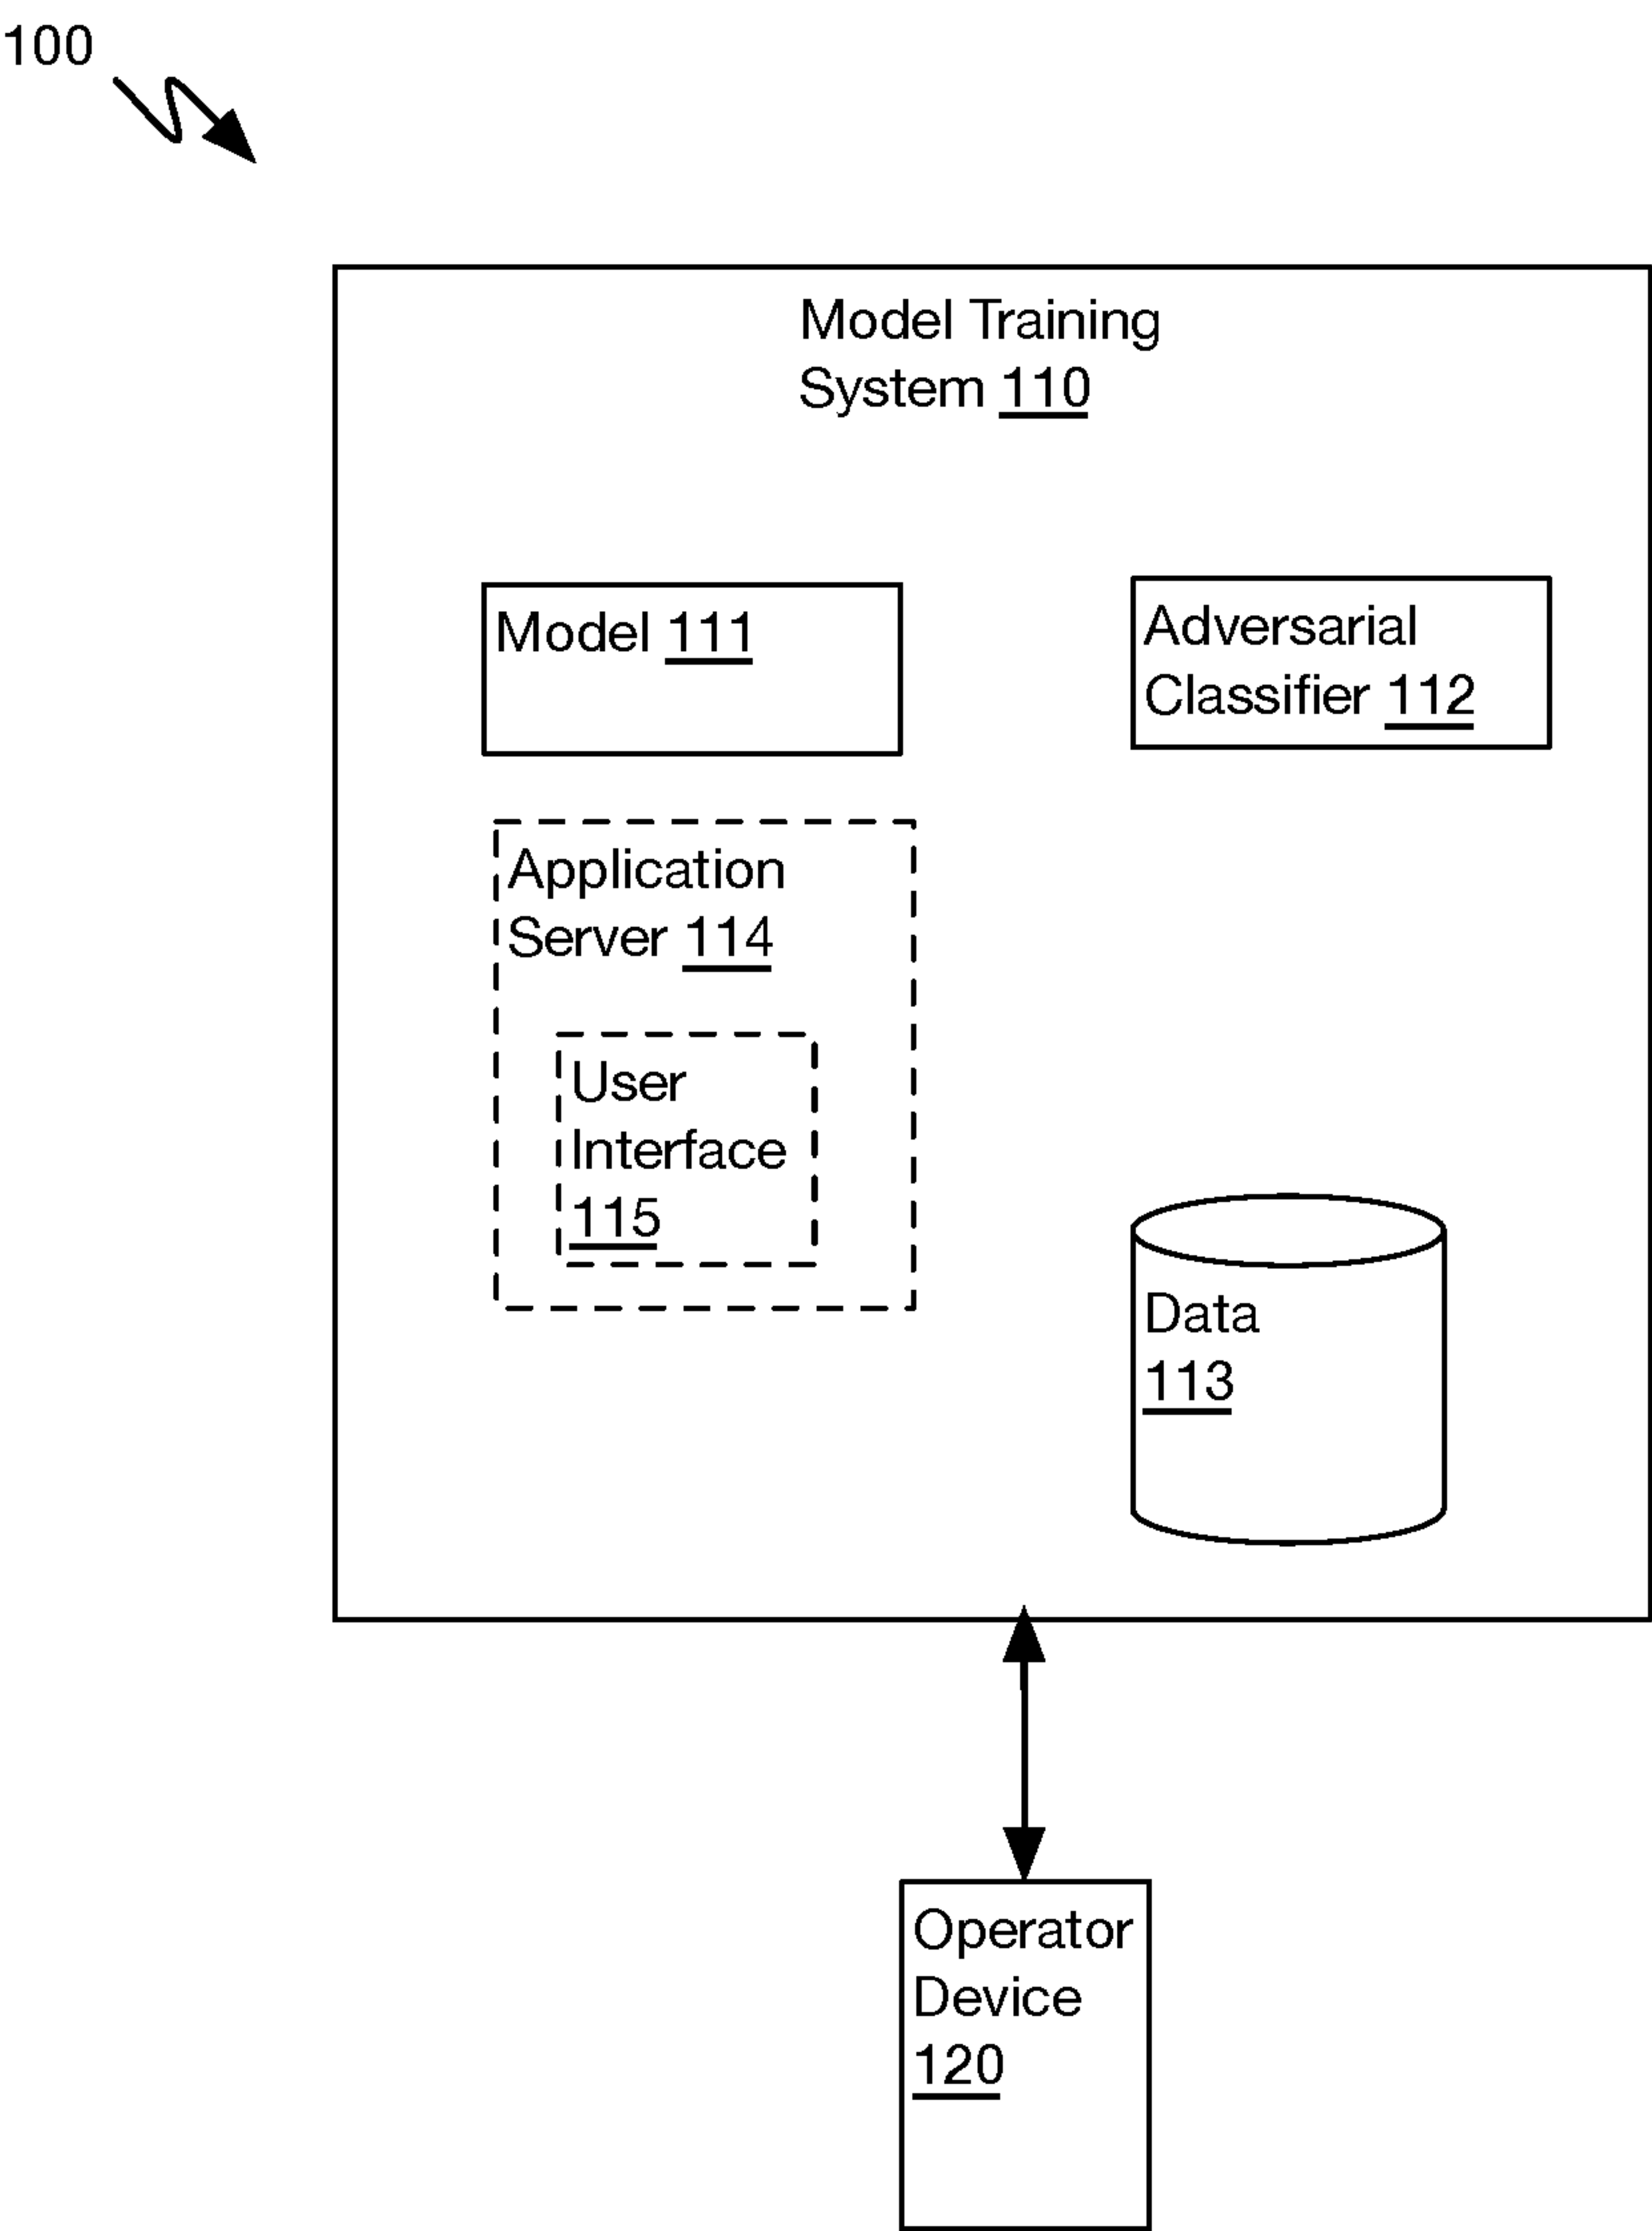 100
Model Training
System 110
Model 111
Adversarial
Classifier 112
Application
Server 114
User
Interface
115
Data
113
Operator
Device
120